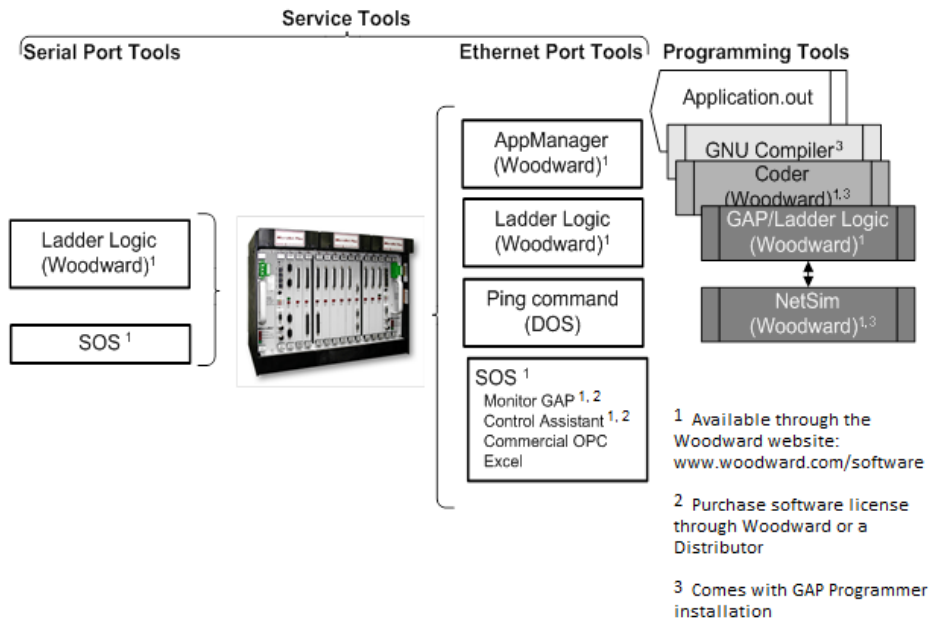 Service Tools
Serial Port Tools
Ethernet Port Tools
Programming Tools
Ladder Logic
(Woodward)¹
SOS ¹
AppManager
(Woodward)¹
Ladder Logic
(Woodward)¹
Ping command
(DOS)
SOS ¹
Monitor GAP ¹, ²
Control Assistant ¹, ²
Commercial OPC
Excel
Application.out
GNU Compiler³
Coder
(Woodward)¹,³
GAP/Ladder Logic
(Woodward)¹
NetSim
(Woodward)¹,³
¹ Available through the
Woodward website:
www.woodward.com/software
² Purchase software license
through Woodward or a
Distributor
³ Comes with GAP Programmer
installation